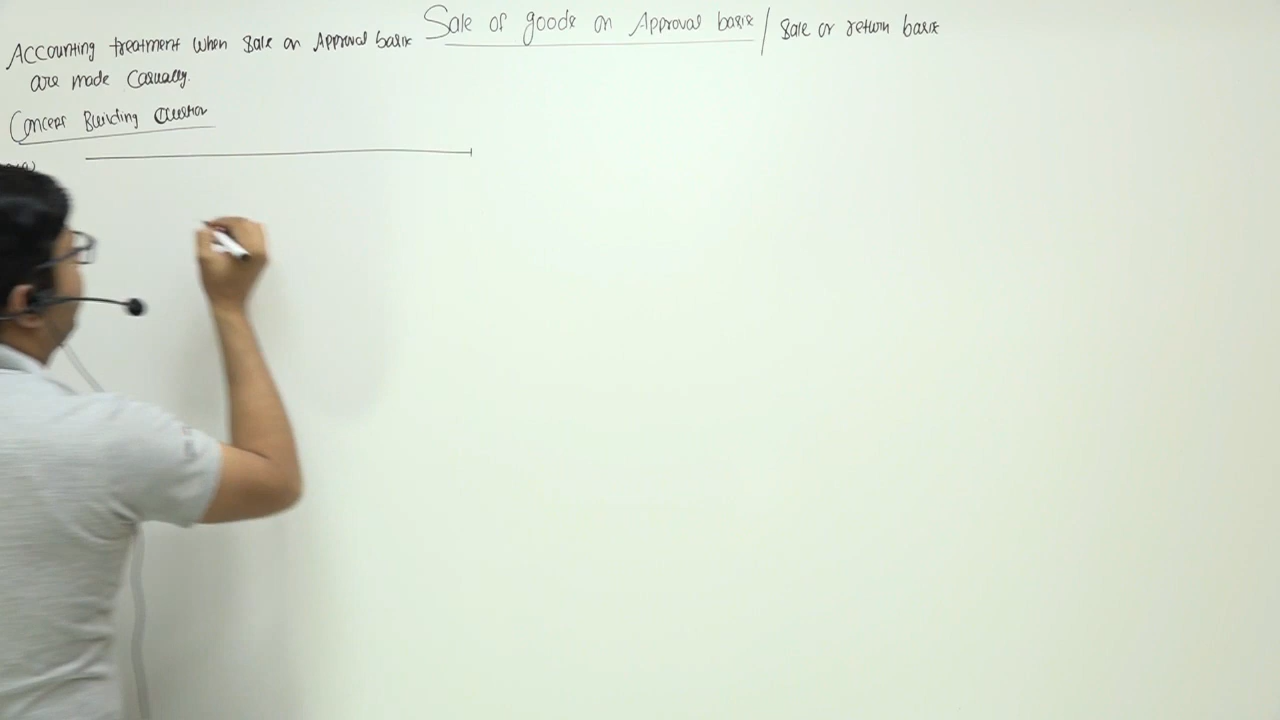 Sale of goods on Approval basis / Sale or return basis
Accounting treatment when sale on Approval basis
are made Casually.
Concept Building Question